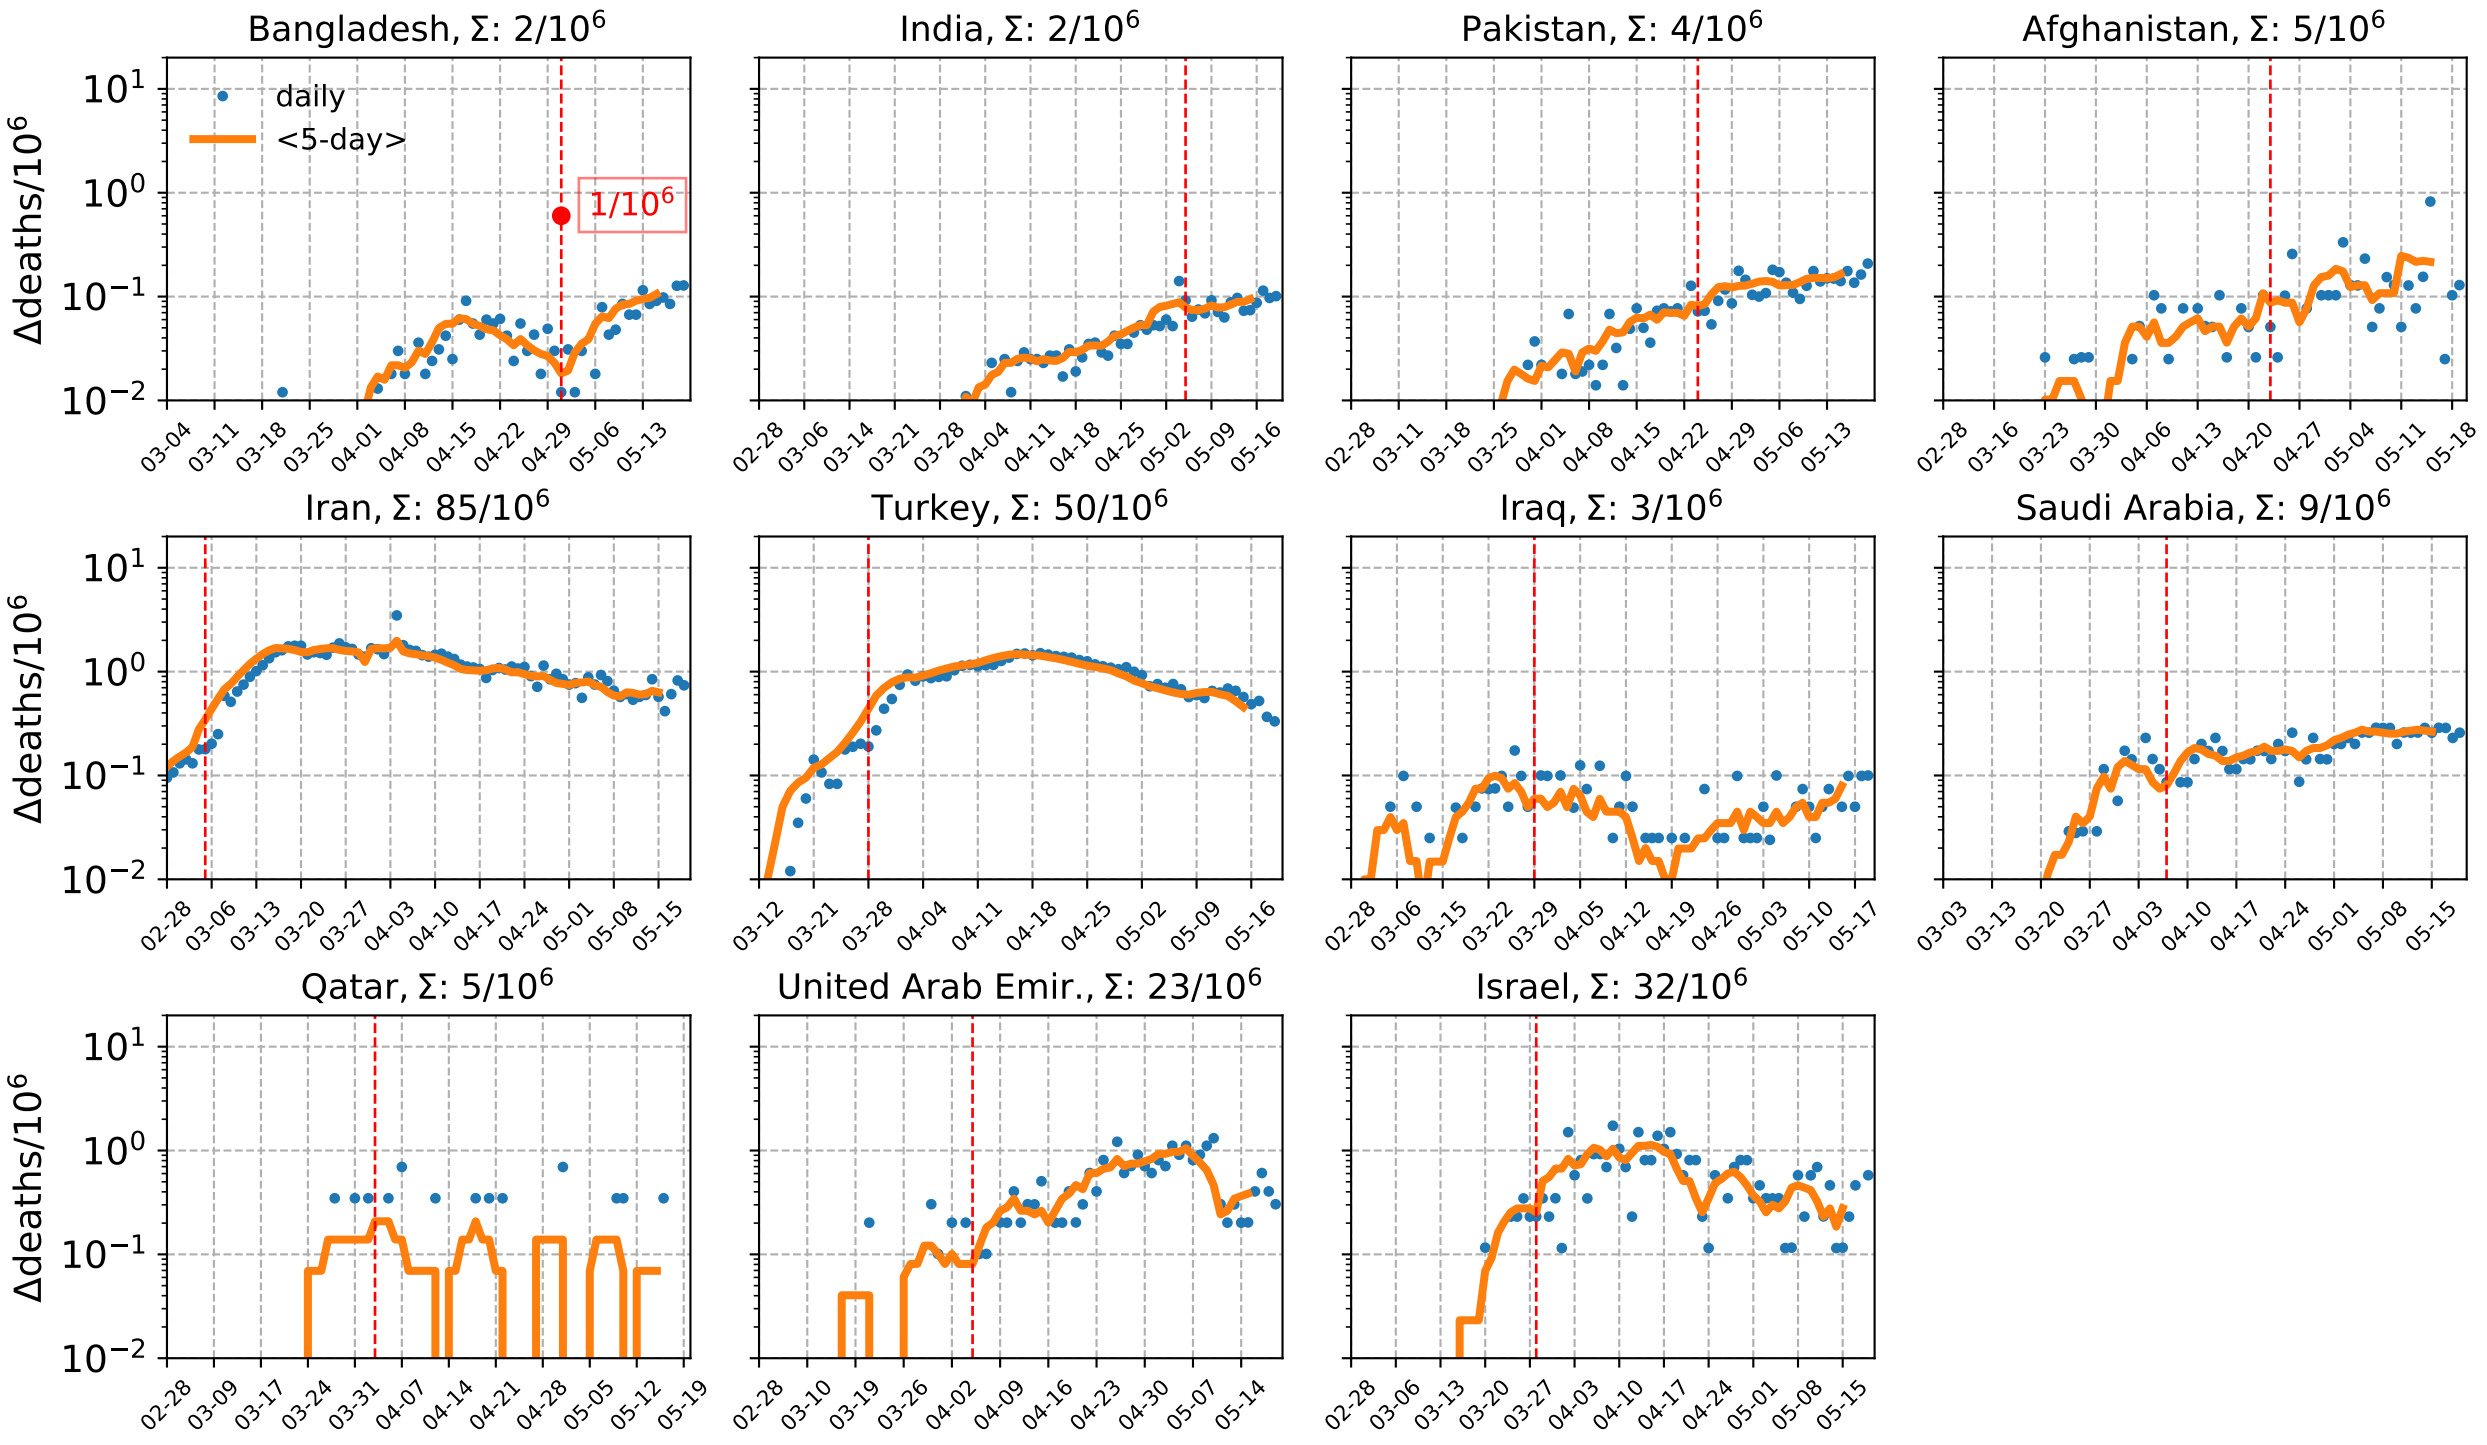 Bangladesh, Σ: 2/10⁶
India, Σ: 2/10⁶
Pakistan, Σ: 4/10⁶
Afghanistan, Σ: 5/10⁶
Δdeaths/10⁶
10¹
10⁰
10⁻¹
10⁻²
daily
<5-day>
1/10⁶
03-04 03-11 03-18 03-25 04-01 04-08 04-15 04-22 04-29 05-06 05-13
02-28 03-06 03-14 03-21 03-28 04-04 04-11 04-18 04-25 05-02 05-09 05-16
02-28 03-11 03-18 03-25 04-01 04-08 04-15 04-22 04-29 05-06 05-13
02-28 03-16 03-23 03-30 04-06 04-13 04-20 04-27 05-04 05-11 05-18
Iran, Σ: 85/10⁶
Turkey, Σ: 50/10⁶
Iraq, Σ: 3/10⁶
Saudi Arabia, Σ: 9/10⁶
Δdeaths/10⁶
10¹
10⁰
10⁻¹
10⁻²
02-28 03-06 03-13 03-20 03-27 04-03 04-10 04-17 04-24 05-01 05-08 05-15
03-12 03-21 03-28 04-04 04-11 04-18 04-25 05-02 05-09 05-16
02-28 03-06 03-15 03-22 03-29 04-05 04-12 04-19 04-26 05-03 05-10 05-17
03-03 03-13 03-20 03-27 04-03 04-10 04-17 04-24 05-01 05-08 05-15
Qatar, Σ: 5/10⁶
United Arab Emir., Σ: 23/10⁶
Israel, Σ: 32/10⁶
Δdeaths/10⁶
10¹
10⁰
10⁻¹
10⁻²
02-28 03-09 03-17 03-24 03-31 04-07 04-14 04-21 04-28 05-05 05-12 05-19
02-28 03-10 03-19 03-26 04-02 04-09 04-16 04-23 04-30 05-07 05-14
02-28 03-06 03-13 03-20 03-27 04-03 04-10 04-17 04-24 05-01 05-08 05-15